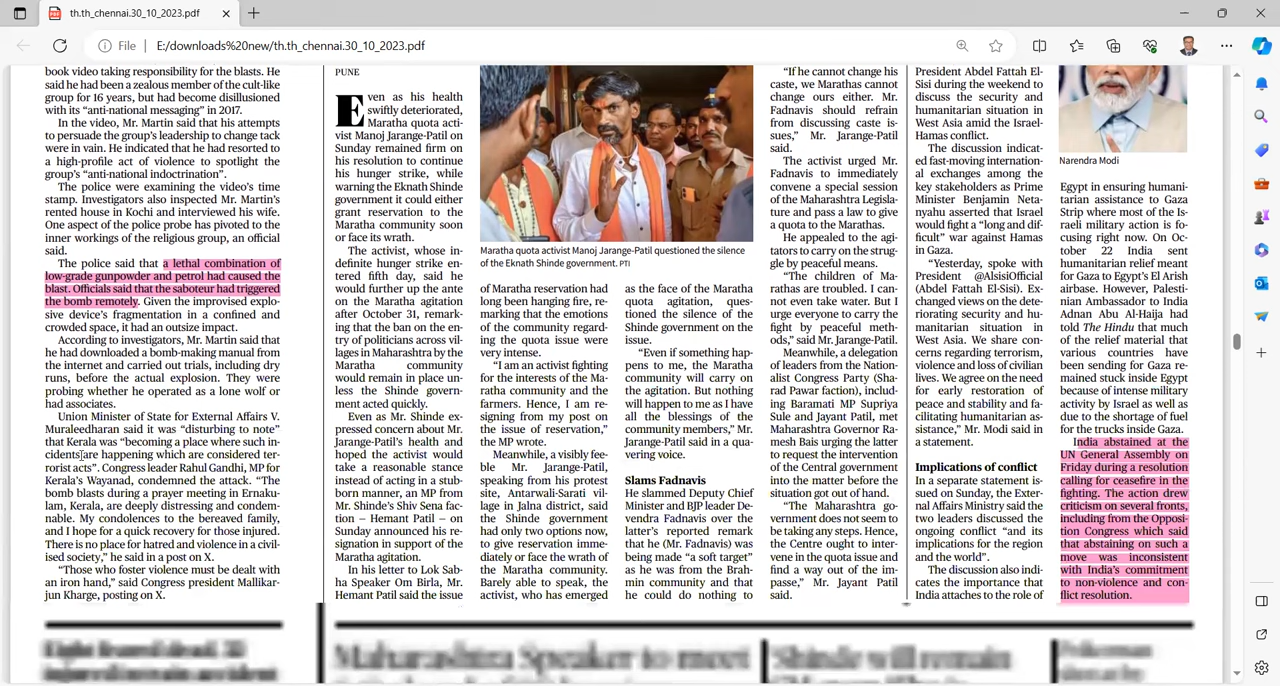 th.th_chennai.30_10_2023.pdf
File
E:/downloads%20new/th.th_chennai.30_10_2023.pdf
book video taking responsibility for the blasts. He
said he had been a zealous member of the cult-like
group for 16 years, but had become disillusioned
with its “anti-national messaging” in 2017.
In the video, Mr. Martin said that his attempts
to persuade the group’s leadership to change tack
were in vain. He indicated that he had resorted to
a high-profile act of violence to spotlight the
group’s “anti-national indoctrination”.
The police were examining the video’s time
stamp. Investigators also inspected Mr. Martin’s
rented house in Kochi and interviewed his wife.
One aspect of the police probe has pivoted to the
inner workings of the religious group, an official
said.
The police said that a lethal combination of
low-grade gunpowder and petrol had caused the
blast. Officials said that the saboteur had triggered
the bomb remotely. Given the improvised explo-
sive device’s fragmentation in a confined and
crowded space, it had an outsize impact.
According to investigators, Mr. Martin said that
he had downloaded a bomb-making manual from
the internet and carried out trials, including dry
runs, before the actual explosion. They were
probing whether he operated as a lone wolf or
had associates.
Union Minister of State for External Affairs V.
Muraleedharan said it was “disturbing to note”
that Kerala was “becoming a place where such in-
cidents are happening which are considered ter-
rorist acts”. Congress leader Rahul Gandhi, MP for
Kerala’s Wayanad, condemned the attack. “The
bomb blasts during a prayer meeting in Ernaku-
lam, Kerala, are deeply distressing and condem-
nable. My condolences to the bereaved family,
and I hope for a quick recovery for those injured.
There is no place for hatred and violence in a civil-
ised society,” he said in a post on X.
“Those who foster violence must be dealt with
an iron hand,” said Congress president Mallikar-
jun Kharge, posting on X.
PUNE
Even as his health
swiftly deteriorated,
Maratha quota acti-
vist Manoj Jarange-Patil on
Sunday remained firm on
his resolution to continue
his hunger strike, while
warning the Eknath Shinde
government it could either
grant reservation to the
Maratha community soon
or face its wrath.
The activist, whose in-
definite hunger strike en-
tered fifth day, said he
would further up the ante
on the Maratha agitation
after October 31, remark-
ing that the ban on the en-
try of politicians across vil-
lages in Maharashtra by the
Maratha community
would remain in place un-
less the Shinde govern-
ment acted quickly.
Even as Mr. Shinde ex-
pressed concern about Mr.
Jarange-Patil’s health and
hoped the activist would
take a reasonable stance
instead of acting in a stub-
born manner, an MP from
Mr. Shinde’s Shiv Sena fac-
tion – Hemant Patil – on
Sunday announced his re-
signation in support of the
Maratha agitation.
In his letter to Lok Sab-
ha Speaker Om Birla, Mr.
Hemant Patil said the issue
Maratha quota activist Manoj Jarange-Patil questioned the silence
of the Eknath Shinde government. PTI
of Maratha reservation had
long been hanging fire, re-
marking that the emotions
of the community regard-
ing the quota issue were
very intense.
“I am an activist fighting
for the interests of the Ma-
ratha community and the
farmers. Hence, I am re-
signing from my post on
the issue of reservation,”
the MP wrote.
Meanwhile, a visibly fee-
ble Mr. Jarange-Patil,
speaking from his protest
site, Antarwali-Sarati vil-
lage in Jalna district, said
the Shinde government
had only two options now,
to give reservation imme-
diately or face the wrath of
the Maratha community.
Barely able to speak, the
activist, who has emerged
as the face of the Maratha
quota agitation, ques-
tioned the silence of the
Shinde government on the
issue.
“Even if something hap-
pens to me, the Maratha
community will carry on
the agitation. But nothing
will happen to me as I have
all the blessings of the
community members,” Mr.
Jarange-Patil said in a qua-
vering voice.
Slams Fadnavis
He slammed Deputy Chief
Minister and BJP leader De-
vendra Fadnavis over the
latter’s reported remark
that he (Mr. Fadnavis) was
being made “a soft target”
as he was from the Brah-
min community and that
he could do nothing to
“If he cannot change his
caste, we Marathas cannot
change ours either. Mr.
Fadnavis should refrain
from discussing caste is-
sues,” Mr. Jarange-Patil
said.
The activist urged Mr.
Fadnavis to immediately
convene a special session
of the Maharashtra Legisla-
ture and pass a law to give
a quota to the Marathas.
He appealed to the agi-
tators to carry on the strug-
gle by peaceful means.
“The children of Ma-
rathas are troubled. I can-
not even take water. But I
urge everyone to carry the
fight by peaceful meth-
ods,” said Mr. Jarange-Patil.
Meanwhile, a delegation
of leaders from the Nation-
alist Congress Party (Sha-
rad Pawar faction), includ-
ing Baramati MP Supriya
Sule and Jayant Patil, met
Maharashtra Governor Ra-
mesh Bais urging the latter
to request the intervention
of the Central government
into the matter before the
situation got out of hand.
“The Maharashtra go-
vernment does not seem to
be taking any steps. Hence,
the Centre ought to inter-
vene in the quota issue and
find a way out of the im-
passe,” Mr. Jayant Patil
said.
President Abdel Fattah El-
Sisi during the weekend to
discuss the security and
humanitarian situation in
West Asia amid the Israel-
Hamas conflict.
The discussion indicat-
ed fast-moving internation-
al exchanges among the
key stakeholders as Prime
Minister Benjamin Neta-
nyahu asserted that Israel
would fight a “long and dif-
ficult” war against Hamas
in Gaza.
“Yesterday, spoke with
President @AlsisiOfficial
(Abdel Fattah El-Sisi). Ex-
changed views on the dete-
riorating security and hu-
manitarian situation in
West Asia. We share con-
cerns regarding terrorism,
violence and loss of civilian
lives. We agree on the need
for early restoration of
peace and stability and fa-
cilitating humanitarian as-
sistance,” Mr. Modi said in
a statement.
Implications of conflict
In a separate statement is-
sued on Sunday, the Exter-
nal Affairs Ministry said the
two leaders discussed the
ongoing conflict “and its
implications for the region
and the world”.
The discussion also indi-
cates the importance that
India attaches to the role of
Narendra Modi
Egypt in ensuring humani-
tarian assistance to Gaza
Strip where most of the Is-
raeli military action is fo-
cusing right now. On Oc-
tober 22 India sent
humanitarian relief meant
for Gaza to Egypt’s El Arish
airbase. However, Palesti-
nian Ambassador to India
Adnan Abu Al-Haija had
told The Hindu that much
of the relief material that
various countries have
been sending for Gaza re-
mained stuck inside Egypt
because of intense military
activity by Israel as well as
due to the shortage of fuel
for the trucks inside Gaza.
India abstained at the
UN General Assembly on
Friday during a resolution
calling for ceasefire in the
fighting. The action drew
criticism on several fronts,
including from the Opposi-
tion Congress which said
that abstaining on such a
move was inconsistent
with India’s commitment
to non-violence and con-
flict resolution.
Maharashtra Speaker to meet
Shinde will remain